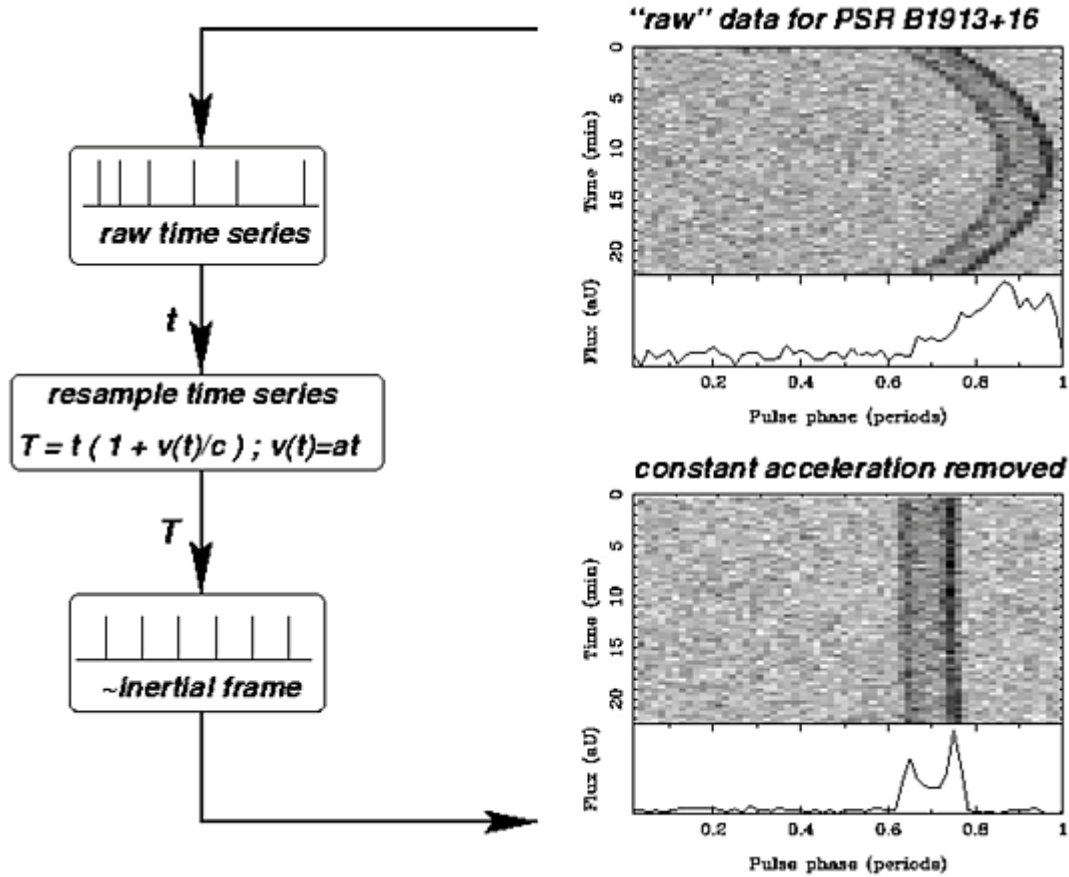 "raw" data for PSR B1913+16
0
5
10
15
20
Time (min)
Flux (aU)
0.2
0.4
0.6
0.8
1
Pulse phase (periods)
raw time series
t
resample time series
T = t ( 1 + v(t)/c ) ; v(t)=at
T
~inertial frame
constant acceleration removed
0
5
10
15
20
Time (min)
Flux (aU)
0.2
0.4
0.6
0.8
1
Pulse phase (periods)